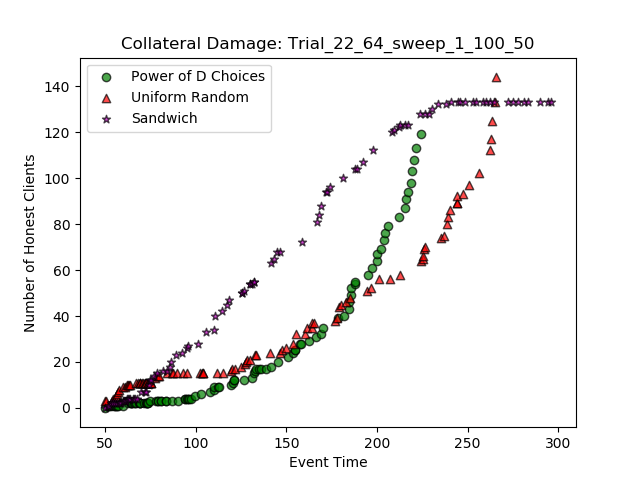 Collateral Damage: Trial_22_64_sweep_1_100_50
Power of D Choices
Uniform Random
Sandwich
Number of Honest Clients
140
120
100
80
60
40
20
0
50
100
150
200
250
300
Event Time